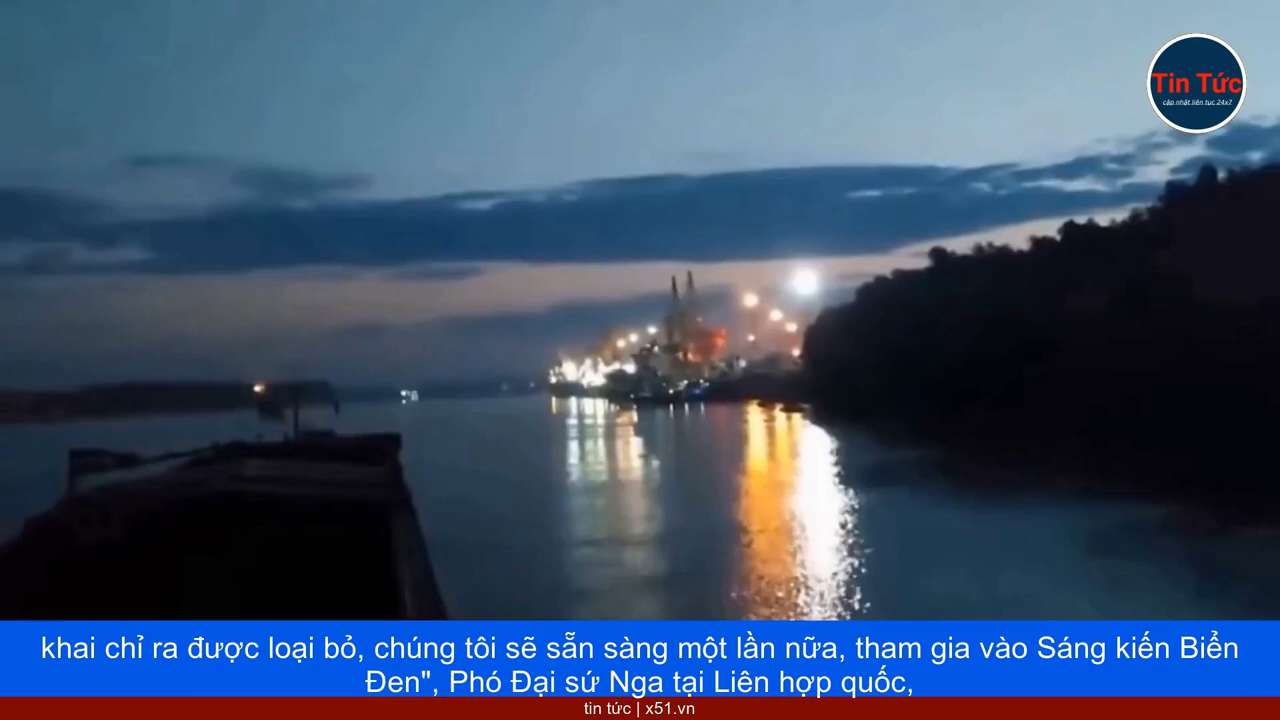 Tin Tức
cập nhật liên tục 24x7
khai chỉ ra được loại bỏ, chúng tôi sẽ sẵn sàng một lần nữa, tham gia vào Sáng kiến Biển
Đen", Phó Đại sứ Nga tại Liên hợp quốc,
tin tức | x51.vn